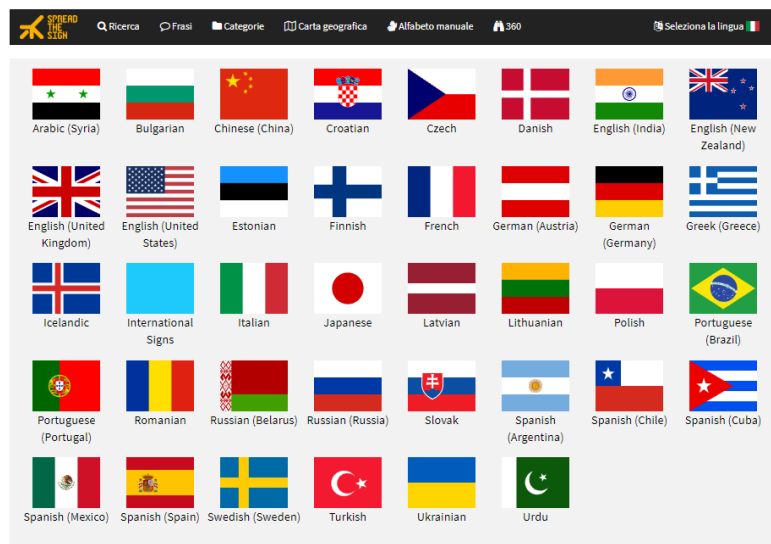 SPREAD
THE
SIGN
Ricerca
Frasi
Categorie
Carta geografica
Alfabeto manuale
360
Seleziona la lingua
Arabic (Syria)
Bulgarian
Chinese (China)
Croatian
Czech
Danish
English (India)
English (New
Zealand)
English (United
Kingdom)
English (United
States)
Estonian
Finnish
French
German (Austria)
German
(Germany)
Greek (Greece)
Icelandic
International
Signs
Italian
Japanese
Latvian
Lithuanian
Polish
Portuguese
(Brazil)
Portuguese
(Portugal)
Romanian
Russian (Belarus)
Russian (Russia)
Slovak
Spanish
(Argentina)
Spanish (Chile)
Spanish (Cuba)
Spanish (Mexico)
Spanish (Spain)
Swedish (Sweden)
Turkish
Ukrainian
Urdu